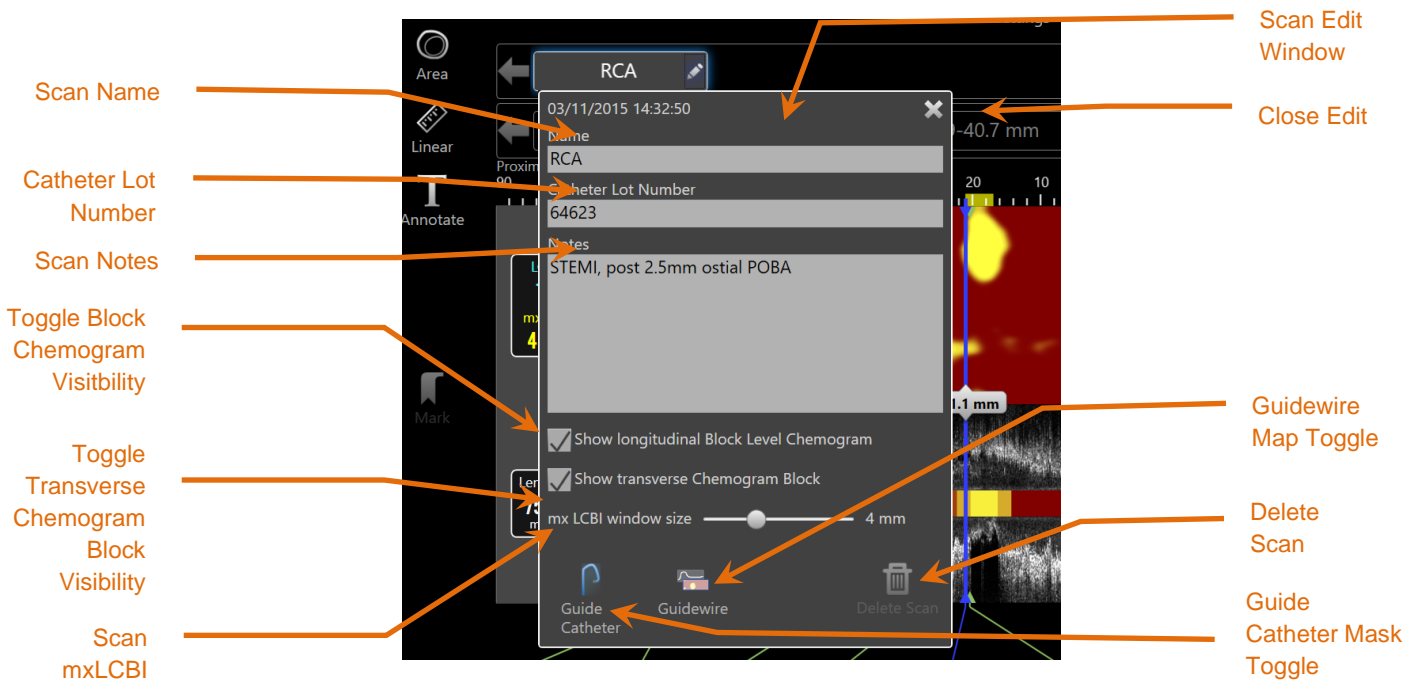 Scan Edit
Window
Close Edit
Scan Name
Catheter Lot
Number
Scan Notes
Toggle Block
Chemogram
Visitbility
Toggle
Transverse
Chemogram
Block
Visibility
Scan
mxLCBI
Area
Linear
Annotate
Mark
RCA
03/11/2015 14:32:50
Name
RCA
Catheter Lot Number
64623
Notes
STEMI, post 2.5mm ostial POBA
Show longitudinal Block Level Chemogram
Show transverse Chemogram Block
mx LCBI window size 4 mm
Guide
Catheter
Guidewire
Delete Scan
-40.7 mm
Proxim
90
20 10
.1 mm
Guidewire
Map Toggle
Delete
Scan
Guide
Catheter Mask
Toggle